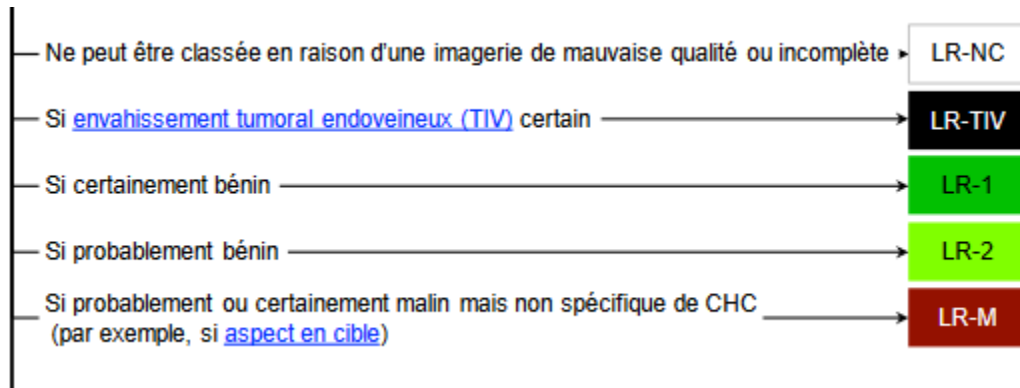 Ne peut être classée en raison d'une imagerie de mauvaise qualité ou incomplète LR-NC
Si envahissement tumoral endoveineux (TIV) certain LR-TIV
Si certainement bénin LR-1
Si probablement bénin LR-2
Si probablement ou certainement malin mais non spécifique de CHC
(par exemple, si aspect en cible) LR-M